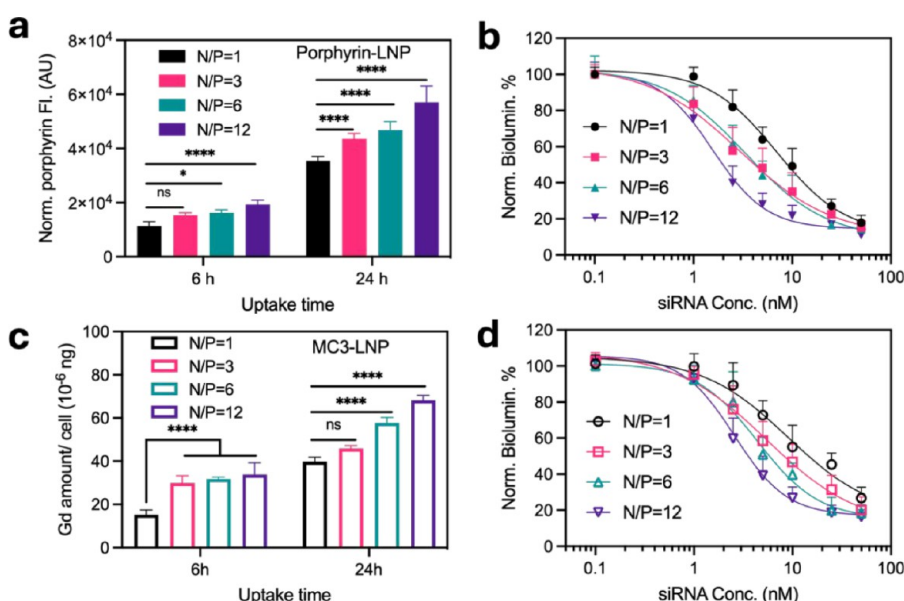 a
Norm. porphyrin Fl. (AU)
8×10⁴
6×10⁴
4×10⁴
2×10⁴
0
N/P=1
N/P=3
N/P=6
N/P=12
Porphyrin-LNP
****
*
ns
****
****
****
6 h
24 h
Uptake time
b
Norm. Biolumin. %
120
100
80
60
40
20
0
N/P=1
N/P=3
N/P=6
N/P=12
0.1
1
10
100
siRNA Conc. (nM)
c
Gd amount/ cell (10⁻⁶ ng)
100
80
60
40
20
0
N/P=1
N/P=3
N/P=6
N/P=12
MC3-LNP
****
****
****
ns
6h
24h
Uptake time
d
Norm. Biolumin. %
120
100
80
60
40
20
0
N/P=1
N/P=3
N/P=6
N/P=12
0.1
1
10
100
siRNA Conc. (nM)